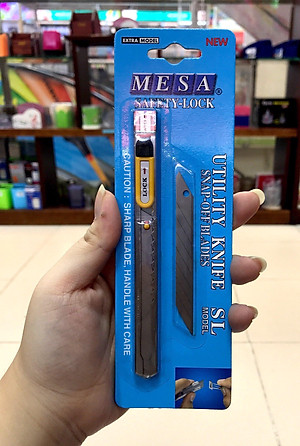 EXTRA MODEL
NEW
MESA®
SAFETY-LOCK
LOCK
CAUTION: SHARP BLADE, HANDLE WITH CARE
UTILITY KNIFE SL
MODEL
SNAP-OFF BLADES